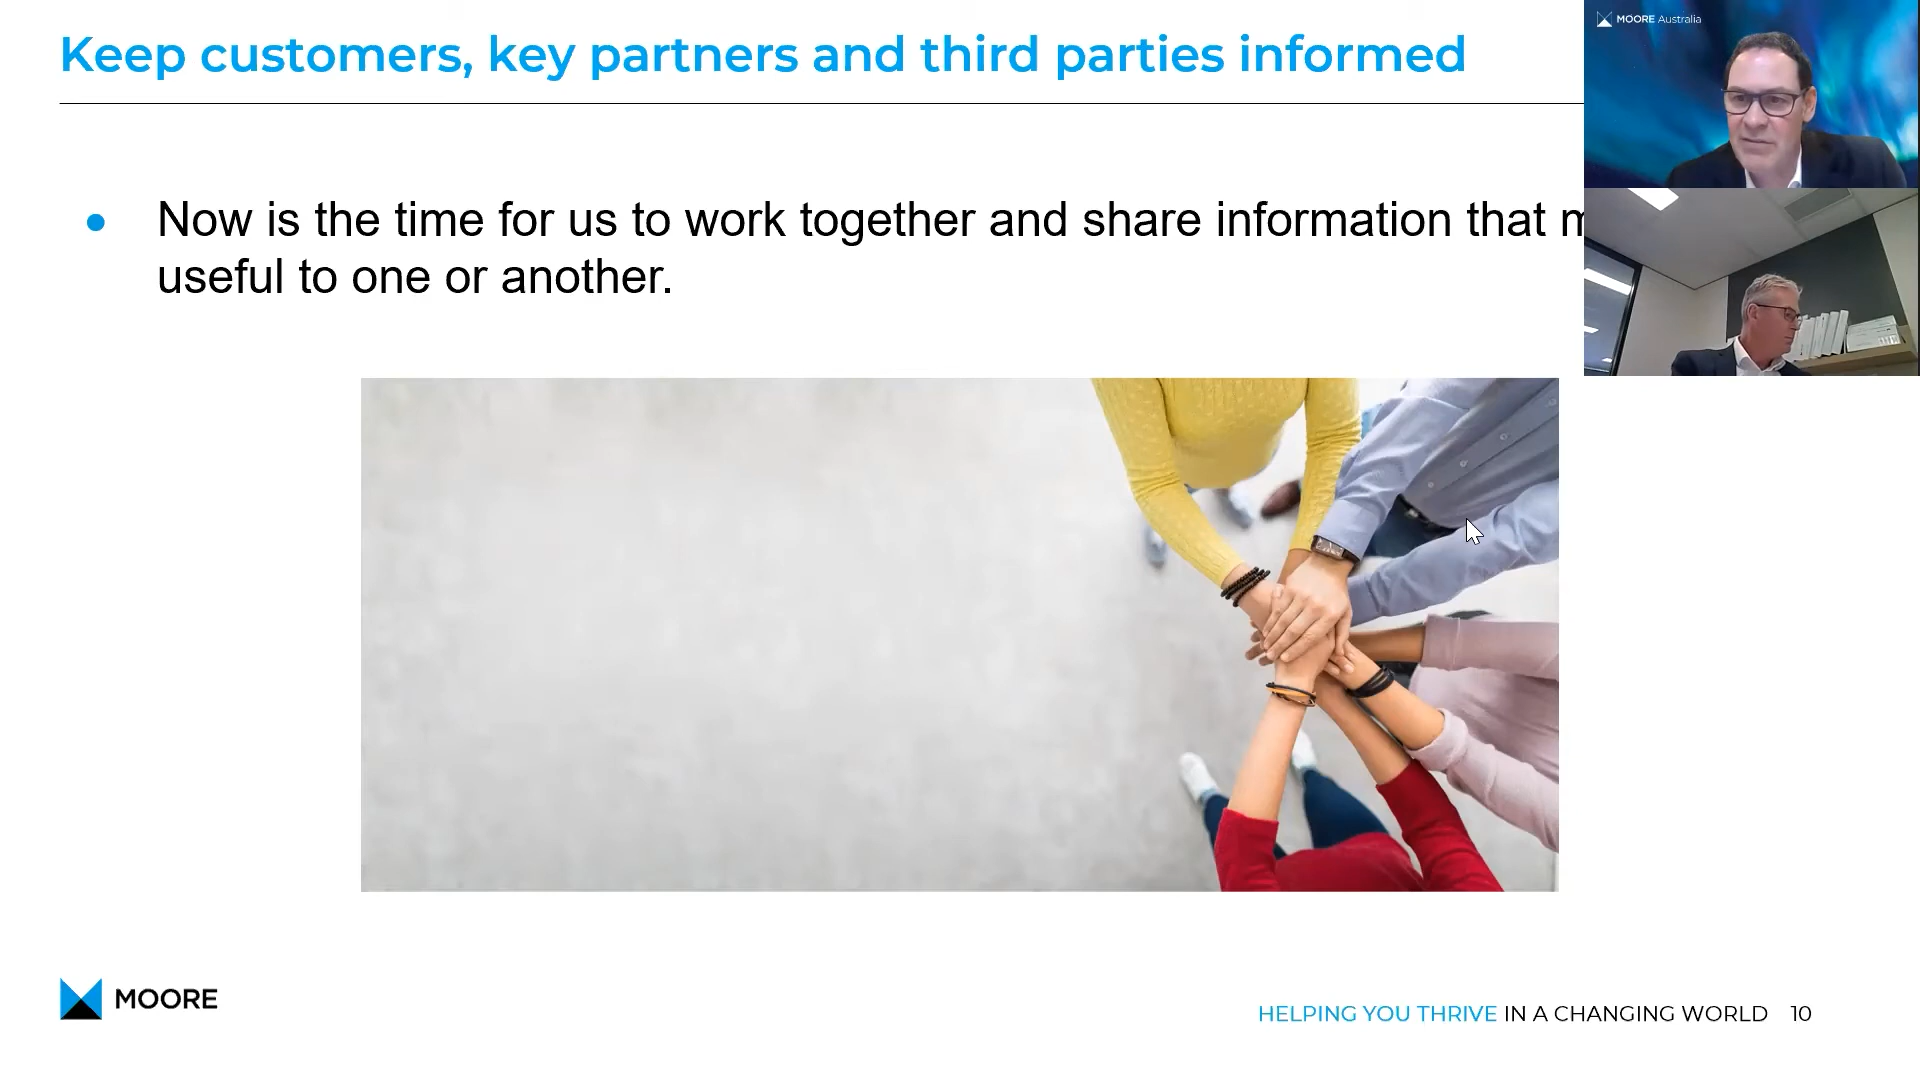 Keep customers, key partners and third parties informed
MOORE Australia
Now is the time for us to work together and share information that
useful to one or another.
MOORE
HELPING YOU THRIVE IN A CHANGING WORLD 10